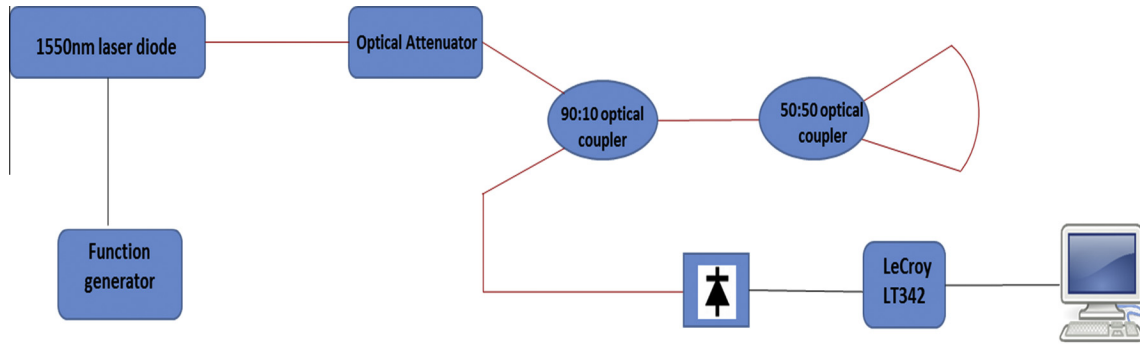 1550nm laser diode
Optical Attenuator
90:10 optical
coupler
50:50 optical
coupler
Function
generator
LeCroy
LT342